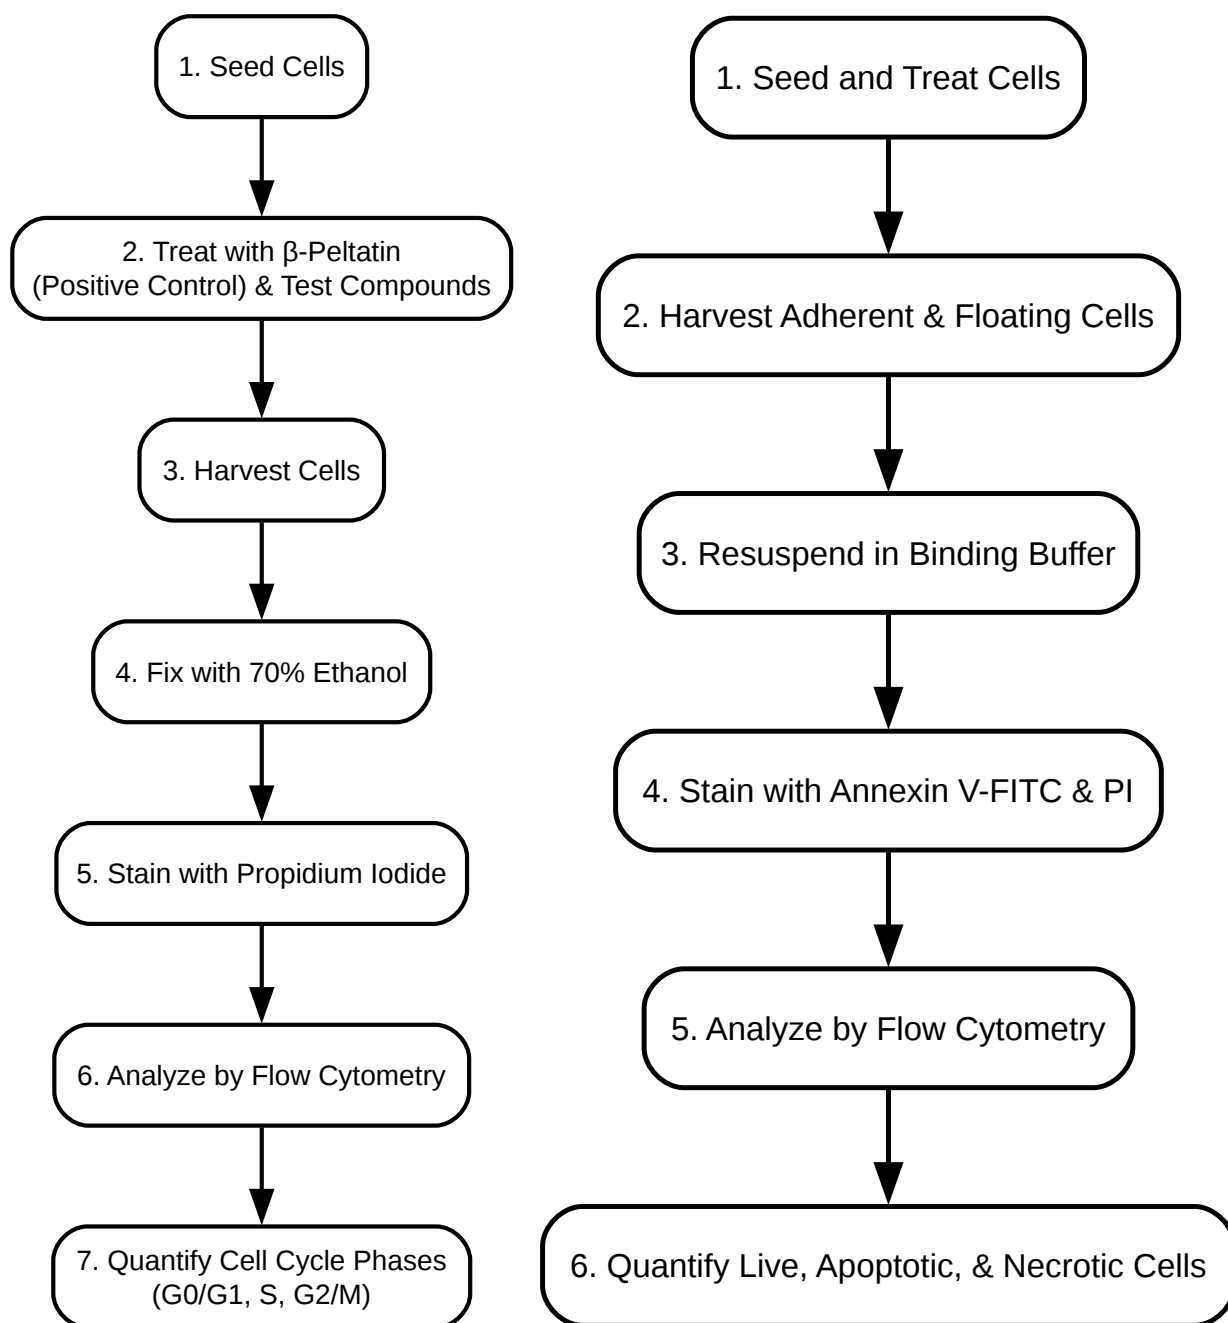 1. Seed Cells
2. Treat with β-Peltatin
(Positive Control) & Test Compounds
3. Harvest Cells
4. Fix with 70% Ethanol
5. Stain with Propidium Iodide
6. Analyze by Flow Cytometry
7. Quantify Cell Cycle Phases
(G0/G1, S, G2/M)
1. Seed and Treat Cells
2. Harvest Adherent & Floating Cells
3. Resuspend in Binding Buffer
4. Stain with Annexin V-FITC & PI
5. Analyze by Flow Cytometry
6. Quantify Live, Apoptotic, & Necrotic Cells